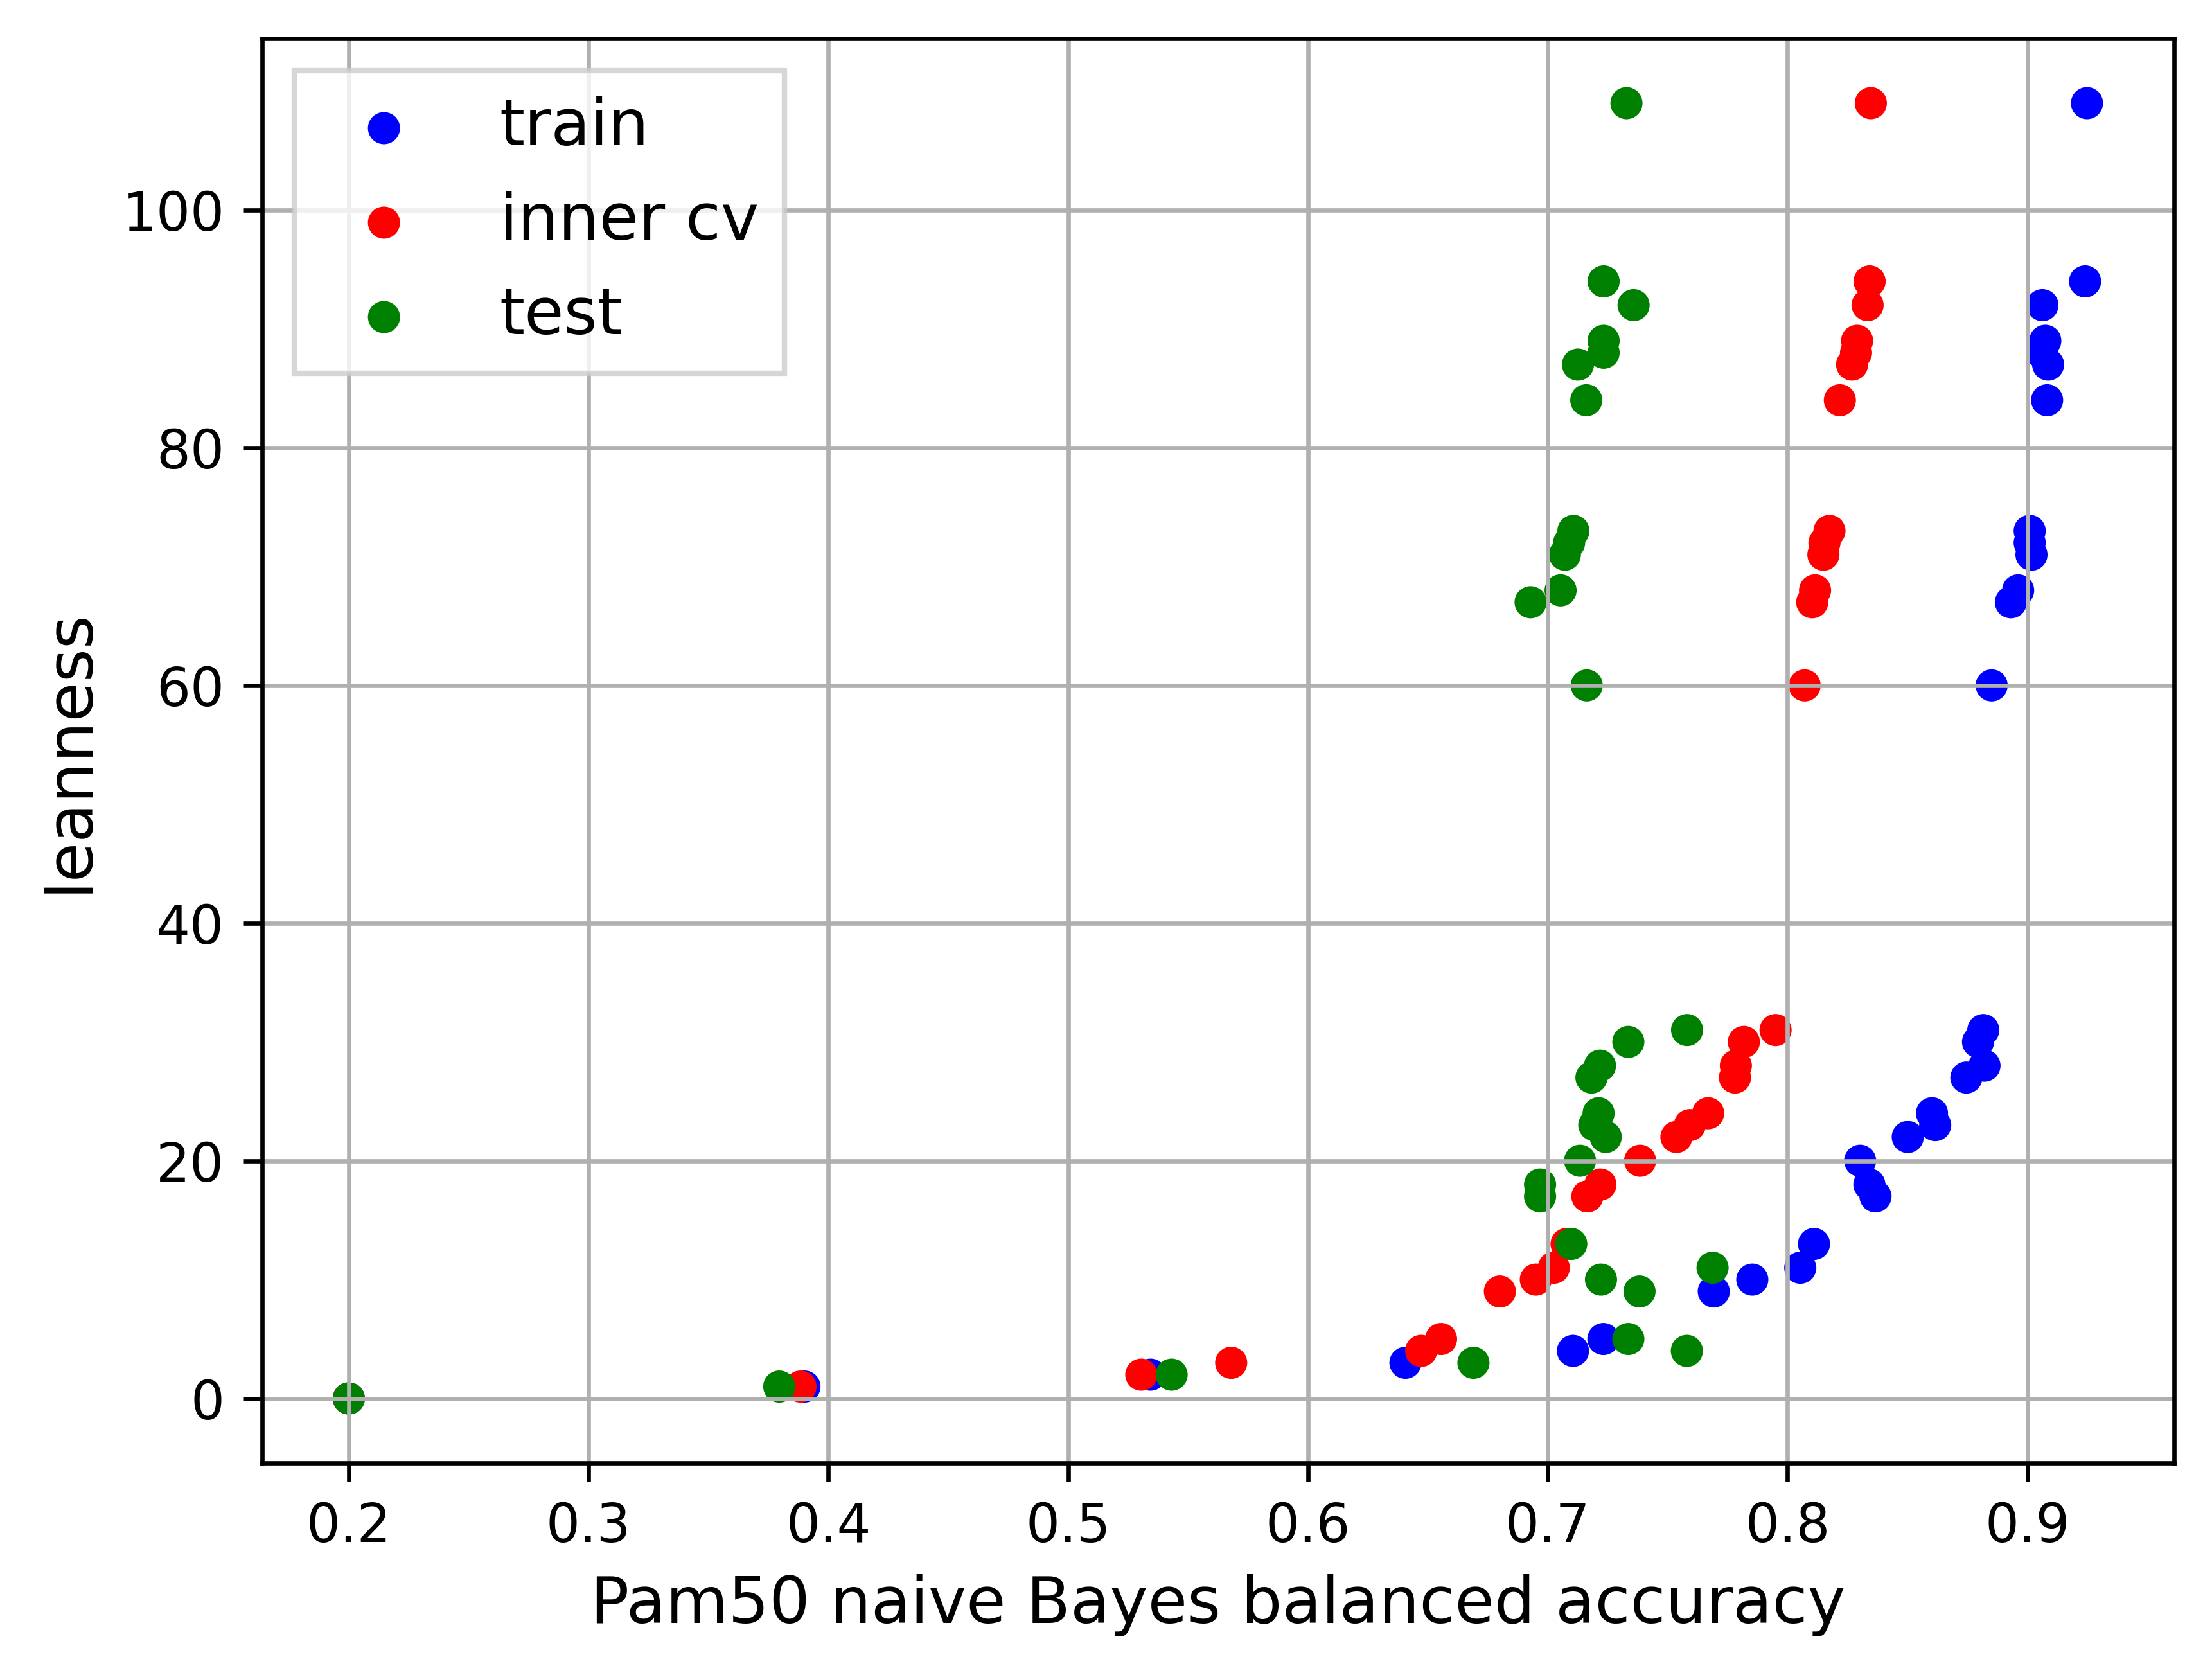 train
inner cv
test
100
80
60
40
20
0
leanness
0.2 0.3 0.4 0.5 0.6 0.7 0.8 0.9
Pam50 naive Bayes balanced accuracy